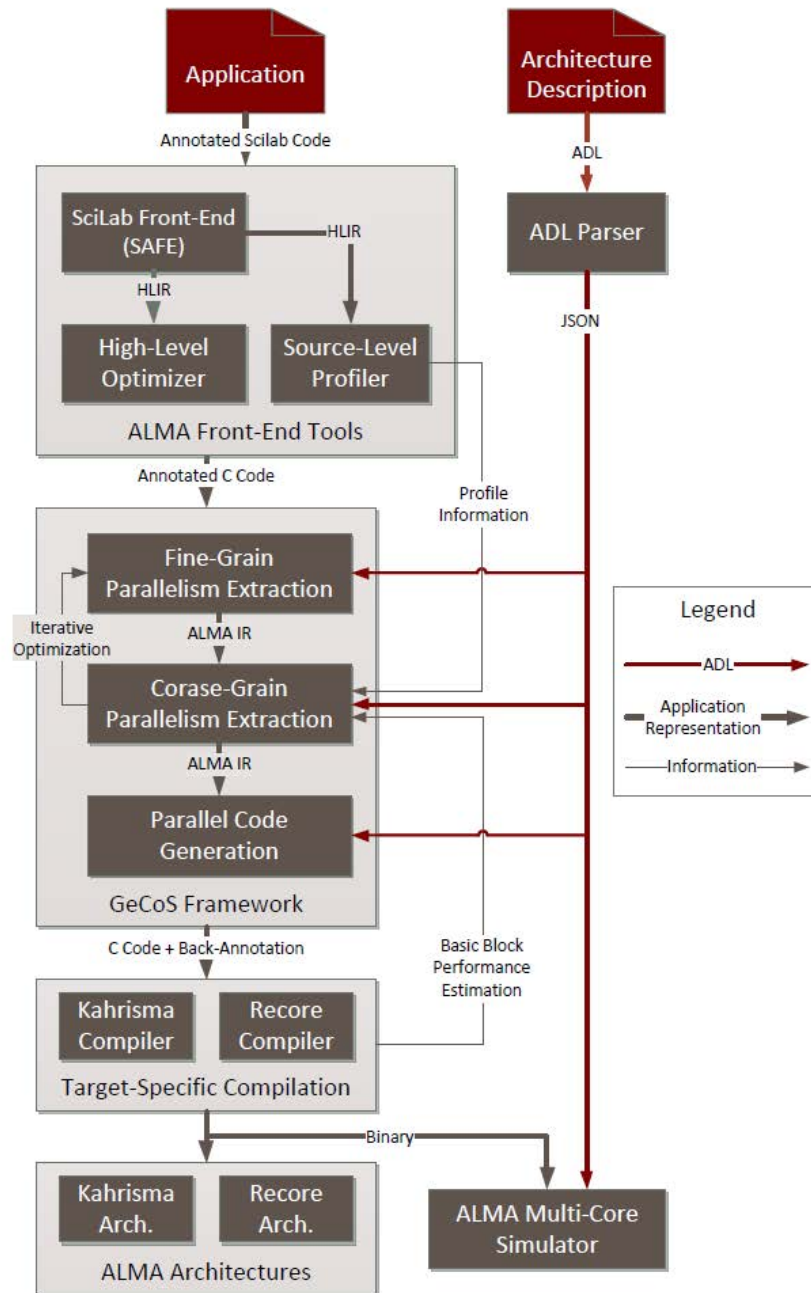 Application
Architecture
Description
Annotated Scilab Code
ADL
SciLab Front-End
(SAFE)
HLIR
HLIR
ADL Parser
JSON
High-Level
Optimizer
Source-Level
Profiler
ALMA Front-End Tools
Annotated C Code
Profile
Information
Fine-Grain
Parallelism Extraction
Iterative
Optimization
ALMA IR
Corase-Grain
Parallelism Extraction
ALMA IR
Parallel Code
Generation
GeCoS Framework
Legend
ADL
Application
Representation
Information
C Code + Back-Annotation
Basic Block
Performance
Estimation
Kahrisma
Compiler
Recore
Compiler
Target-Specific Compilation
Binary
Kahrisma
Arch.
Recore
Arch.
ALMA Architectures
ALMA Multi-Core
Simulator